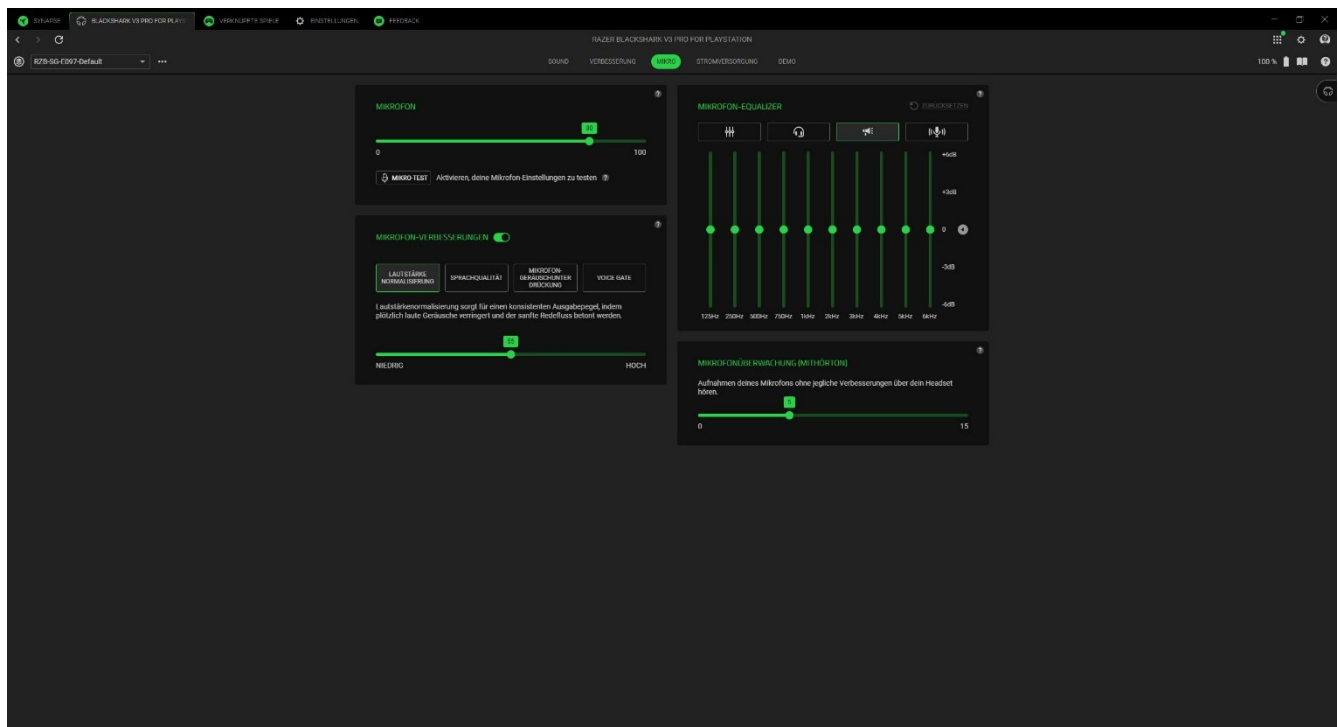 SYNAPSE
BLACKSHARK V3 PRO FOR PLAYS
VERKNÜPFTE SPIELE
EINSTELLUNGEN
FEEDBACK
RAZER BLACKSHARK V3 PRO FOR PLAYSTATION
RZB-SG-E097-Default
SOUND
VERBESSERUNG
MIKRO
STROMVERSORGUNG
DEMO
100 %
MIKROFON
0
100
MIKRO-TEST
Aktivieren, deine Mikrofon-Einstellungen zu testen
MIKROFON-VERBESSERUNGEN
LAUTSTÄRKE
NORMALISIERUNG
SPRACHQUALITÄT
MIKROFON-
GERÄUSCHUNTER
DRÜCKUNG
VOICE GATE
Lautstärkenormalisierung sorgt für einen konsistenten Ausgabepegel, indem
plötzlich laute Geräusche verringert und der sanfte Redefluss betont werden.
NIEDRIG
HOCH
MIKROFON-EQUALIZER
ZURÜCKSETZEN
+6dB
+3dB
0
-3dB
-6dB
125Hz 250Hz 500Hz 750Hz 1kHz 2kHz 3kHz 4kHz 5kHz 6kHz
MIKROFONÜBERWACHUNG (MITHÖRTON)
Aufnahmen deines Mikrofons ohne jegliche Verbesserungen über dein Headset
hören.
5
0
15